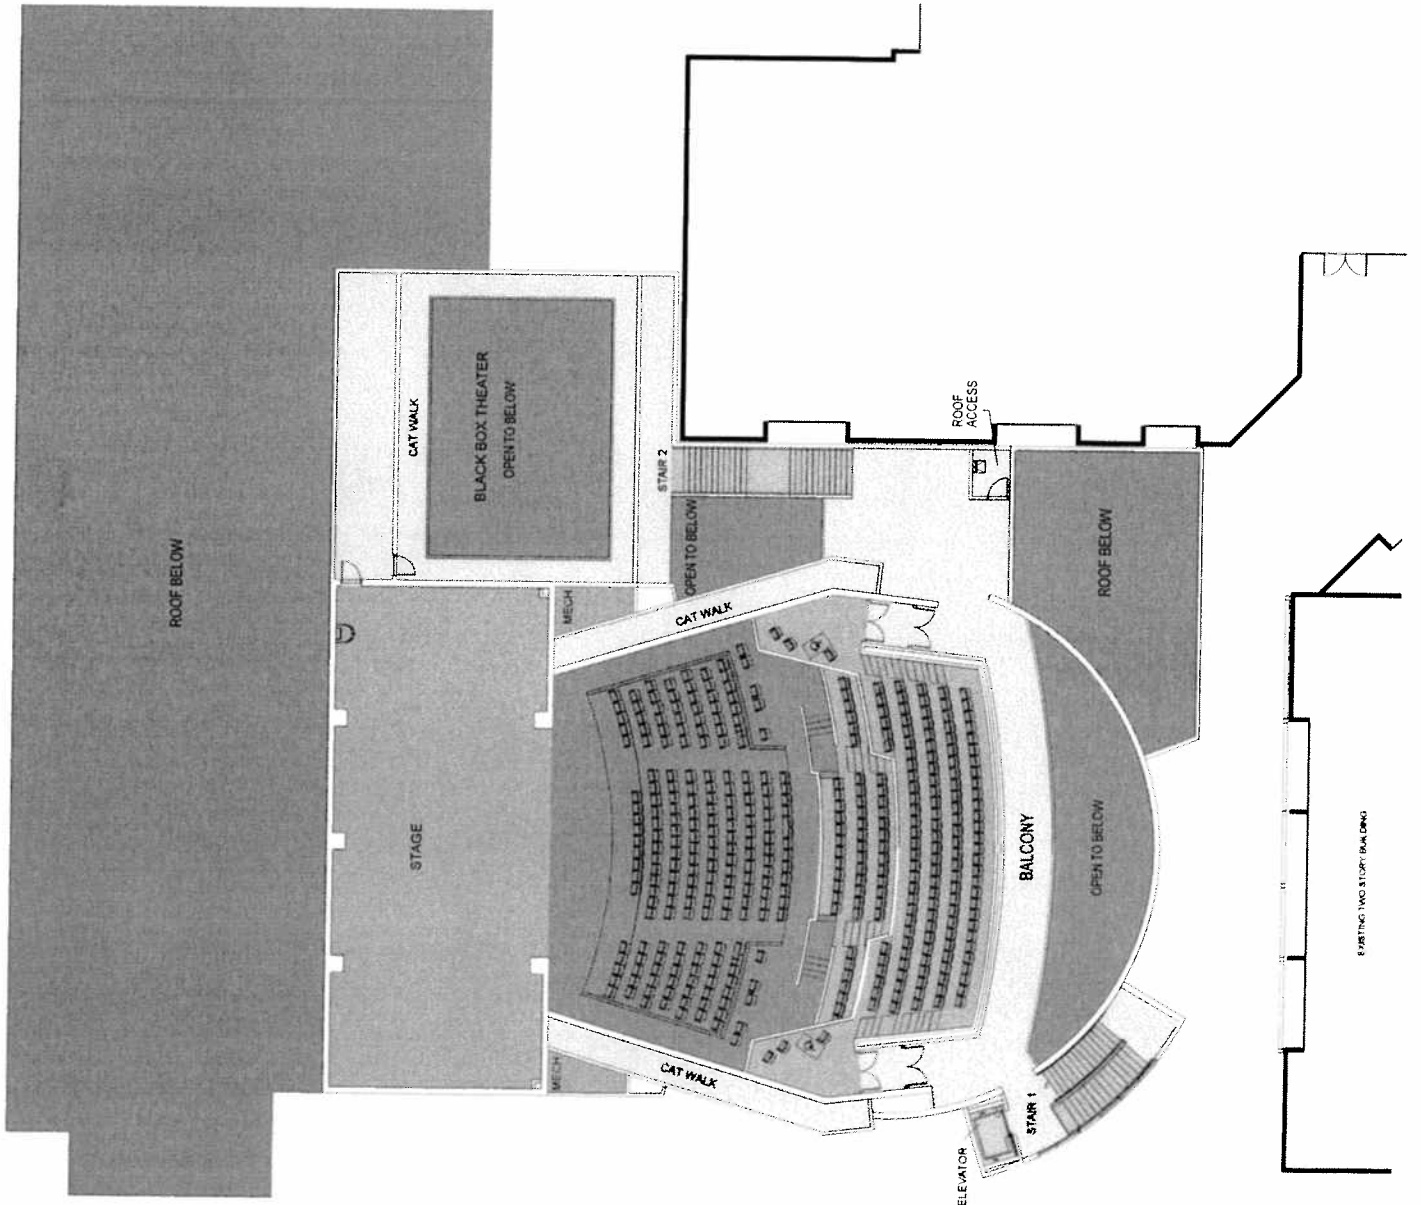 ROOF BELOW
CAT WALK
BLACK BOX THEATER
OPEN TO BELOW
STAIR 2
OPEN TO BELOW
MECH
CAT WALK
ROOF
ACCESS
ROOF BELOW
STAGE
BALCONY
OPEN TO BELOW
EXISTING TWO STORY BUILDING
MECH
CAT WALK
STAIR 1
ELEVATOR